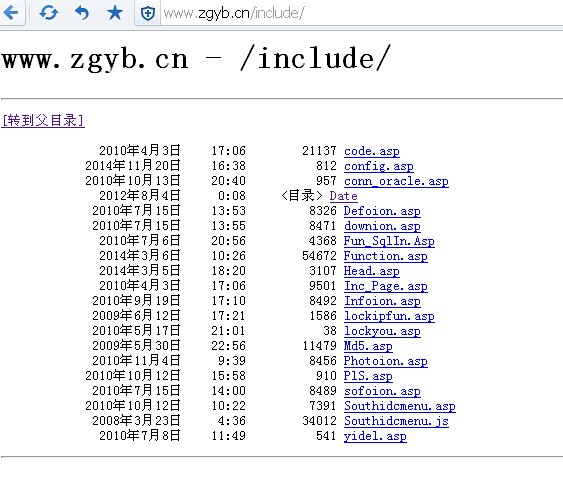 www.zgyb.cn/include/
www.zgyb.cn - /include/
[转到父目录]
2010年4月3日 17:06 21137 code.asp
2014年11月20日 16:38 812 config.asp
2010年10月13日 20:40 957 conn_oracle.asp
2012年8月4日 0:08 <目录> Date
2010年7月15日 13:53 8326 Defoion.asp
2010年7月15日 13:55 8471 downion.asp
2010年7月6日 20:56 4368 Fun_SqlIn.Asp
2014年3月6日 10:26 54672 Function.asp
2014年3月5日 18:20 3107 Head.asp
2010年4月3日 17:06 9501 Inc_Page.asp
2010年9月19日 17:10 8492 Infoion.asp
2009年6月12日 17:21 1586 lockipfun.asp
2010年5月17日 21:01 38 lockyou.asp
2009年5月30日 22:56 11479 Md5.asp
2010年11月4日 9:39 8456 Photoion.asp
2010年10月12日 15:58 910 PlS.asp
2010年7月15日 14:00 8489 sofoion.asp
2010年10月12日 10:22 7391 Southidcmenu.asp
2008年3月23日 4:36 34012 Southidcmenu.js
2010年7月8日 11:49 541 yidel.asp